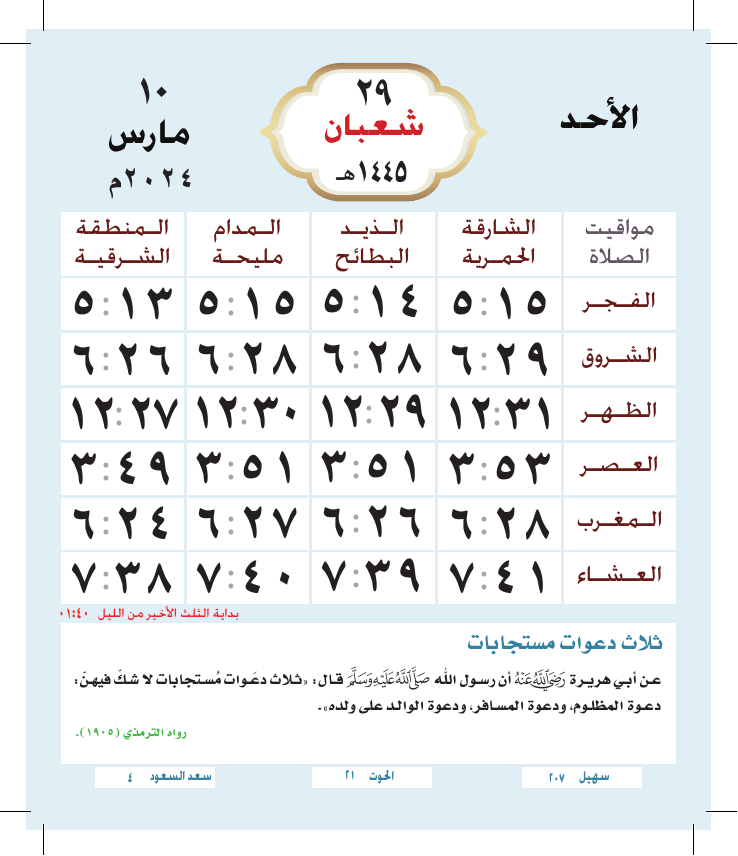 الأحد
٢٩
شعبان
١٤٤٥هـ
١٠
مارس
٢٠٢٤م
مواقيت الصلاة | الشارقة الحمرية | الذيد البطائح | المدام مليحة | المنطقة الشرقية
الفجر ٥:١٥ ٥:١٤ ٥:١٥ ٥:١٣
الشروق ٦:٢٩ ٦:٢٨ ٦:٢٨ ٦:٢٦
الظهر ١٢:٣١ ١٢:٢٩ ١٢:٣٠ ١٢:٢٧
العصر ٣:٥٣ ٣:٥١ ٣:٥١ ٣:٤٩
المغرب ٦:٢٨ ٦:٢٦ ٦:٢٧ ٦:٢٤
العشاء ٧:٤١ ٧:٣٩ ٧:٤٠ ٧:٣٨
بداية الثلث الأخير من الليل ٠١:٤٠
ثلاث دعوات مستجابات
عن أبي هريرة رَضِيَ اللَّهُ عَنْهُ أن رسول الله صَلَّى اللَّهُ عَلَيْهِ وَسَلَّمَ قال: «ثلاث دعَوات مُستجابات لا شكّ فيهنّ:
دعوة المظلوم، ودعوة المسافر، ودعوة الوالد على ولده».
رواه الترمذي (١٩٠٥).
سهيل ٢٠٧
الحوت ٢١
سعد السعود ٤